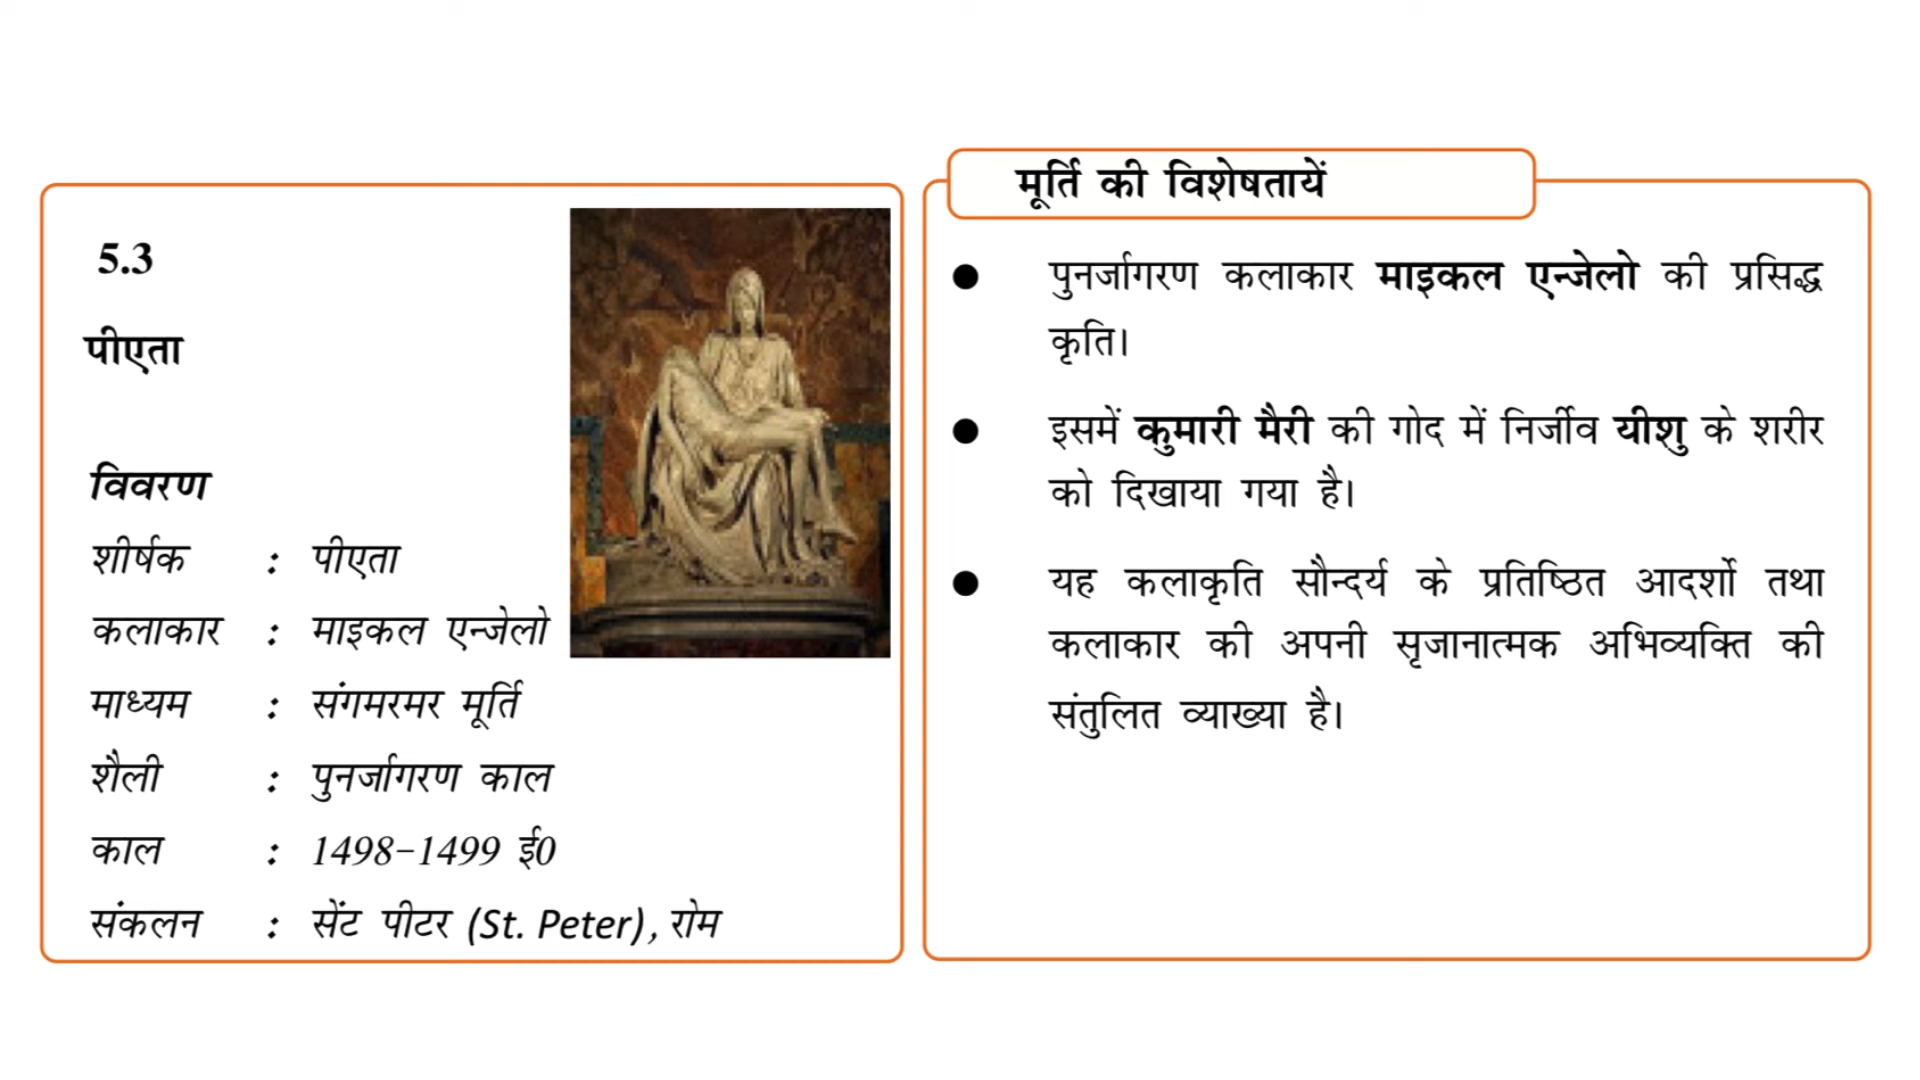 5.3
पीएता
विवरण
शीर्षक : पीएता
कलाकार : माइकल एन्जेलो
माध्यम : संगमरमर मूर्ति
शैली : पुनर्जागरण काल
काल : 1498-1499 ई0
संकलन : सेंट पीटर (St. Peter), रोम
मूर्ति की विशेषतायें
● पुनर्जागरण कलाकार माइकल एन्जेलो की प्रसिद्ध
कृति।
● इसमें कुमारी मैरी की गोद में निर्जीव यीशु के शरीर
को दिखाया गया है।
● यह कलाकृति सौन्दर्य के प्रतिष्ठित आदर्शो तथा
कलाकार की अपनी सृजानात्मक अभिव्यक्ति की
संतुलित व्याख्या है।